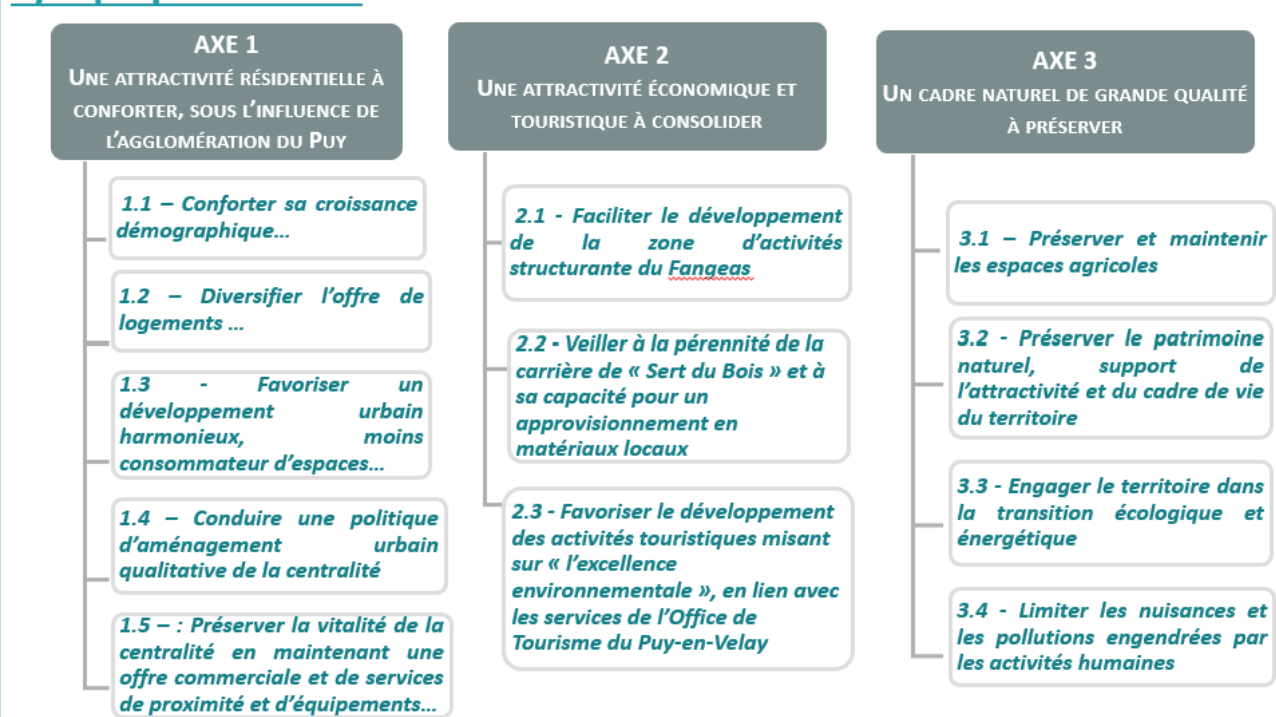 AXE 1
UNE ATTRACTIVITÉ RÉSIDENTIELLE À
CONFORTER, SOUS L'INFLUENCE DE
L'AGGLOMÉRATION DU PUY
1.1 – Conforter sa croissance
démographique…
1.2 – Diversifier l'offre de
logements …
1.3 - Favoriser un
développement urbain
harmonieux, moins
consommateur d'espaces…
1.4 – Conduire une politique
d'aménagement urbain
qualitative de la centralité
1.5 – : Préserver la vitalité de la
centralité en maintenant une
offre commerciale et de services
de proximité et d'équipements…
AXE 2
UNE ATTRACTIVITÉ ÉCONOMIQUE ET
TOURISTIQUE À CONSOLIDER
2.1 - Faciliter le développement
de la zone d'activités
structurante du Fangeas
2.2 - Veiller à la pérennité de la
carrière de « Sert du Bois » et à
sa capacité pour un
approvisionnement en
matériaux locaux
2.3 - Favoriser le développement
des activités touristiques misant
sur « l'excellence
environnementale », en lien avec
les services de l'Office de
Tourisme du Puy-en-Velay
AXE 3
UN CADRE NATUREL DE GRANDE QUALITÉ
À PRÉSERVER
3.1 – Préserver et maintenir
les espaces agricoles
3.2 - Préserver le patrimoine
naturel, support de
l'attractivité et du cadre de vie
du territoire
3.3 - Engager le territoire dans
la transition écologique et
énergétique
3.4 - Limiter les nuisances et
les pollutions engendrées par
les activités humaines